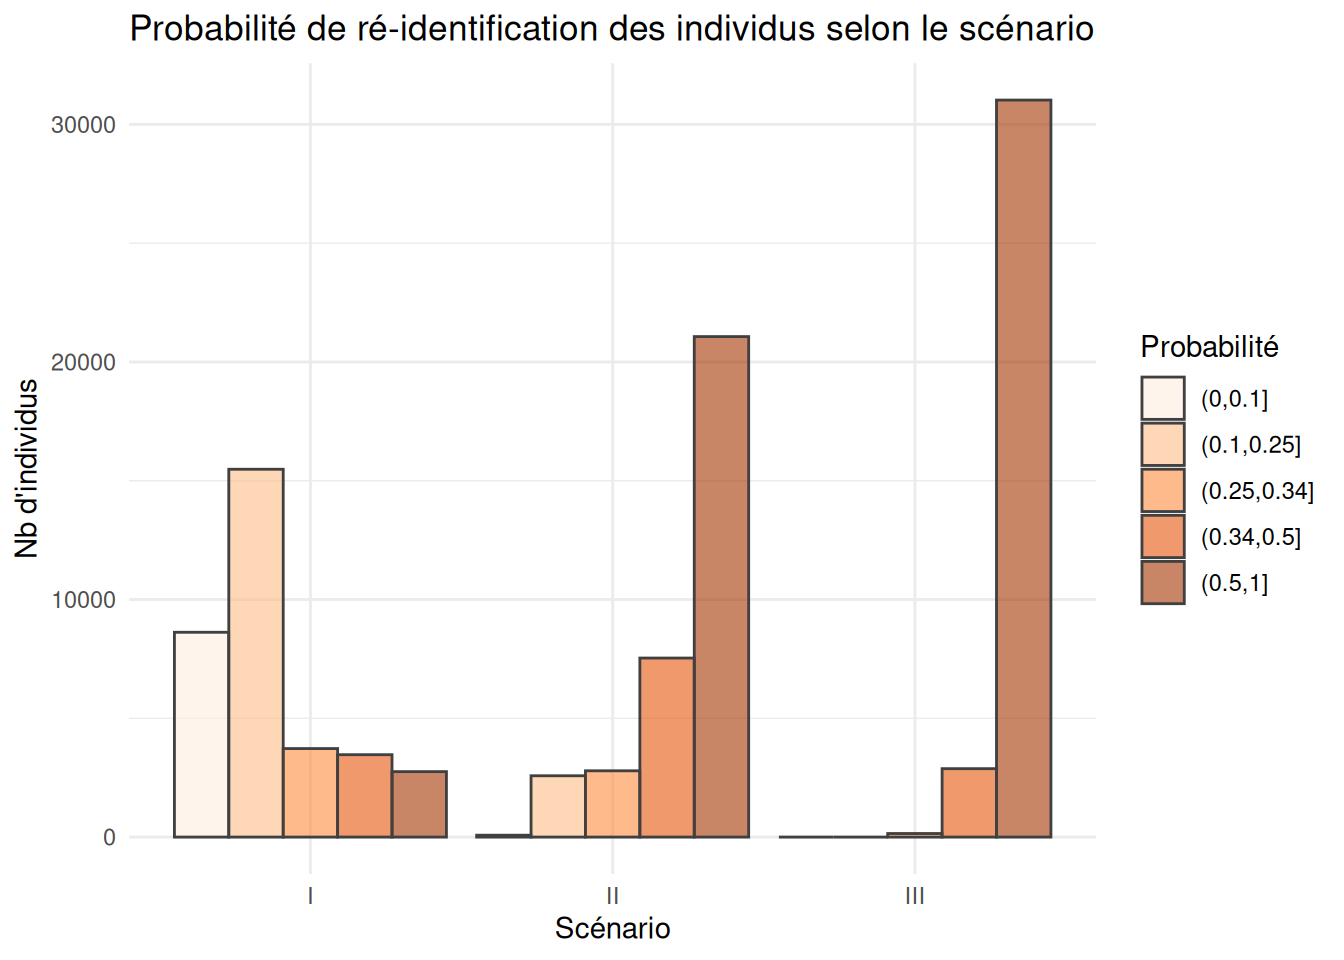 Probabilité de ré-identification des individus selon le scénario
30000
20000
10000
0
Nb d'individus
I
II
III
Scénario
Probabilité
(0,0.1]
(0.1,0.25]
(0.25,0.34]
(0.34,0.5]
(0.5,1]